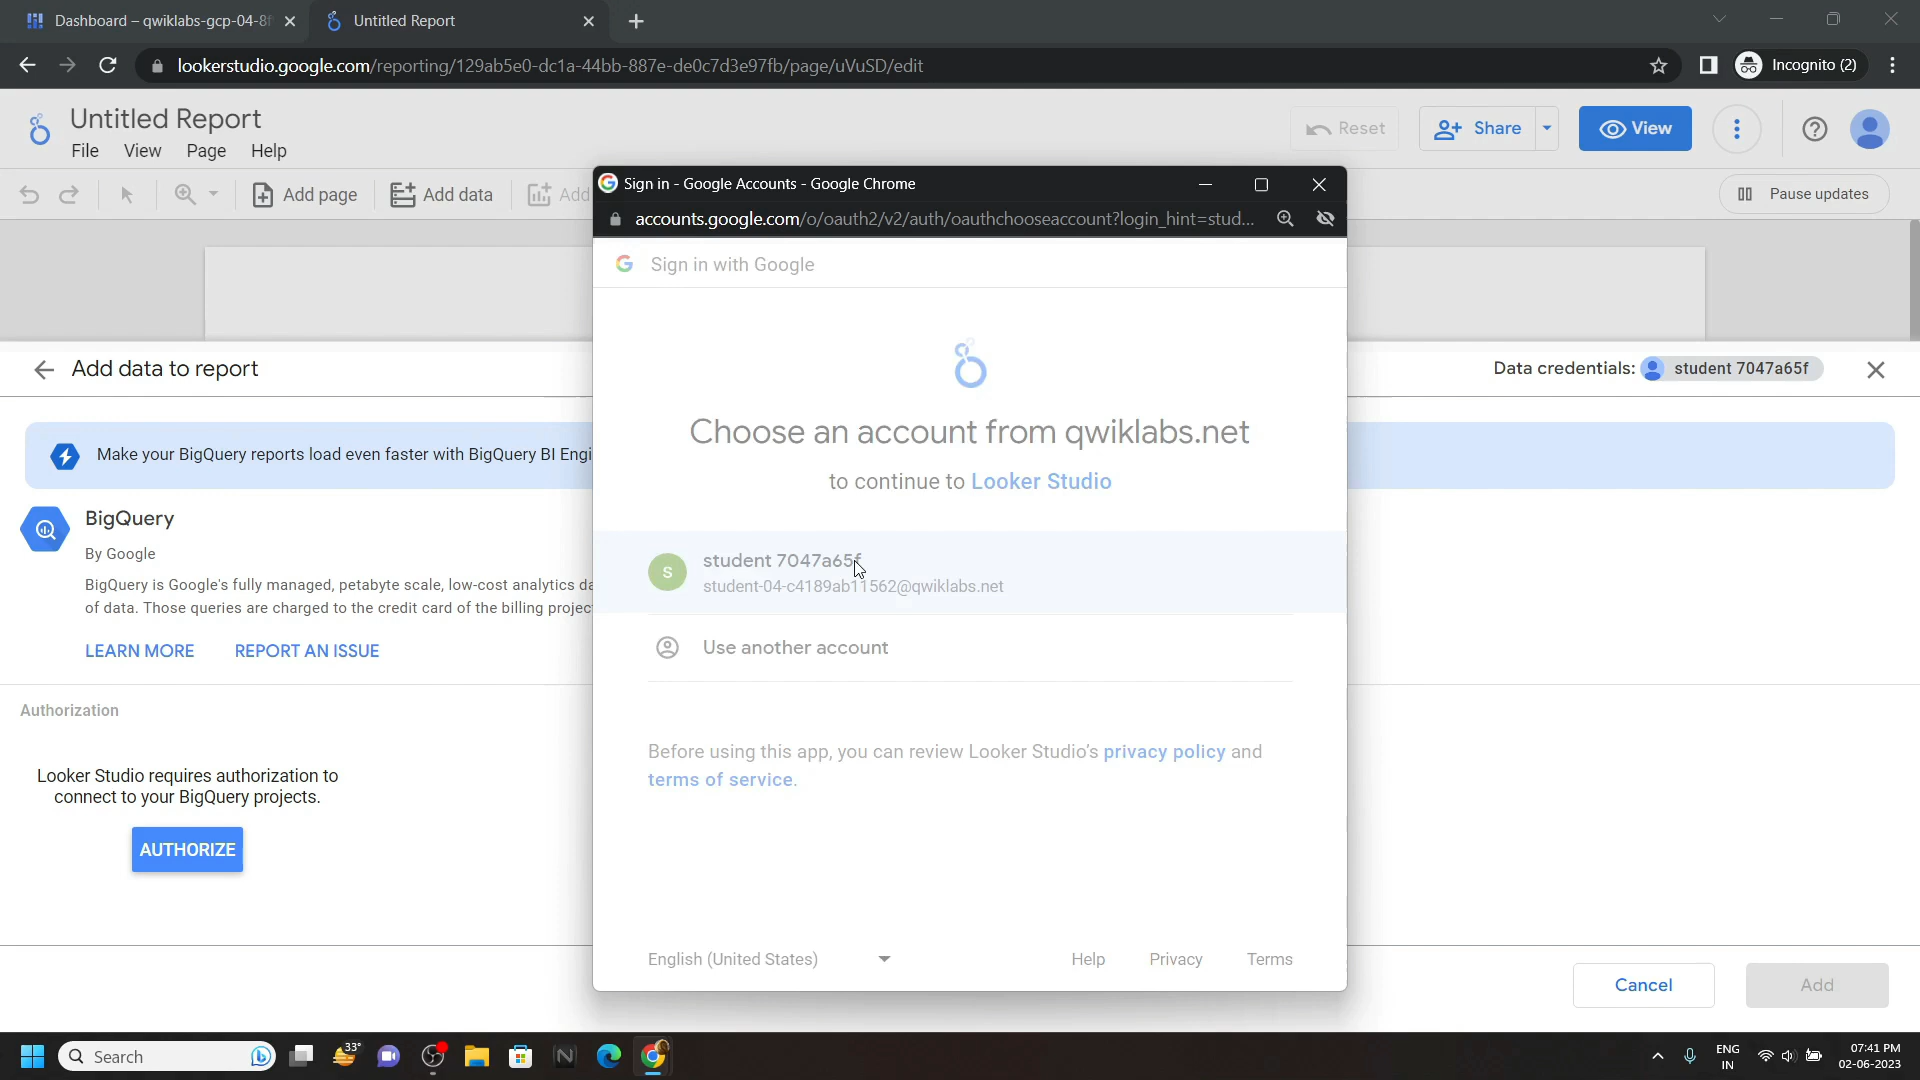 Dashboard – qwiklabs-gcp-04-8
Untitled Report
lookerstudio.google.com/reporting/129ab5e0-dc1a-44bb-887e-de0c7d3e97fb/page/uVuSD/edit
Incognito (2)
Untitled Report
File View Page Help
Reset
Share
View
Add page
Add data
Add
Pause updates
Sign in - Google Accounts - Google Chrome
accounts.google.com/o/oauth2/v2/auth/oauthchooseaccount?login_hint=stud...
Sign in with Google
Choose an account from qwiklabs.net
to continue to Looker Studio
S
student 7047a65f
student-04-c4189ab11562@qwiklabs.net
Use another account
Before using this app, you can review Looker Studio's privacy policy and
terms of service.
English (United States)
Help Privacy Terms
Add data to report
Data credentials: student 7047a65f
Make your BigQuery reports load even faster with BigQuery BI Engi
BigQuery
By Google
BigQuery is Google's fully managed, petabyte scale, low-cost analytics da
of data. Those queries are charged to the credit card of the billing projec
LEARN MORE REPORT AN ISSUE
Authorization
Looker Studio requires authorization to
connect to your BigQuery projects.
AUTHORIZE
Cancel
Add
33°
Search
ENG
IN
07:41 PM
02-06-2023